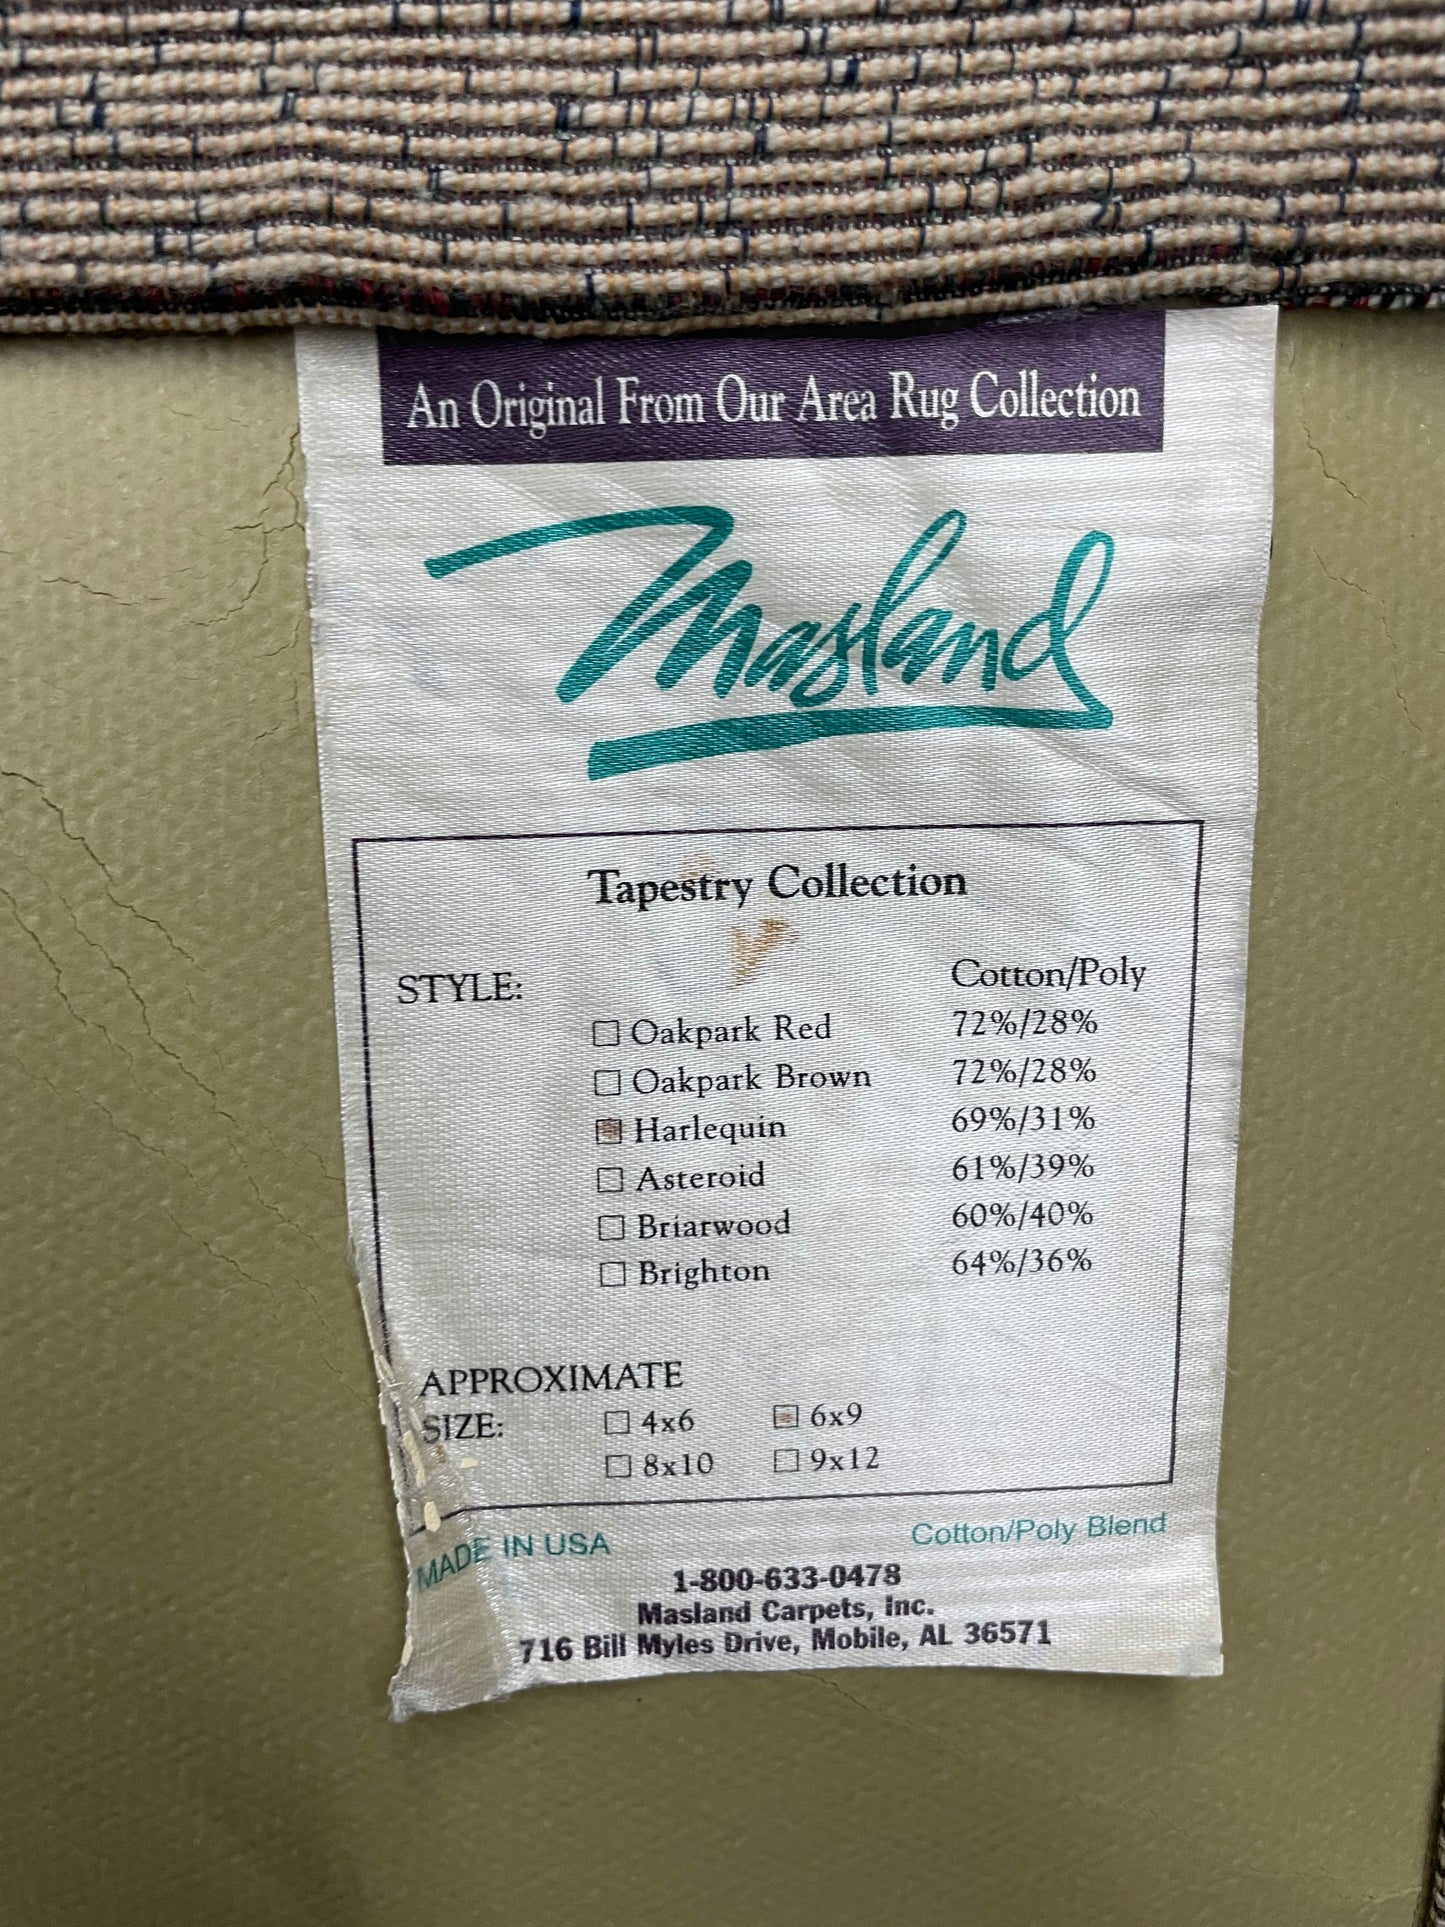 An Original From Our Area Rug Collection
Masland
Tapestry Collection
STYLE: Cotton/Poly
☐ Oakpark Red 72%/28%
☐ Oakpark Brown 72%/28%
☒ Harlequin 69%/31%
☐ Asteroid 61%/39%
☐ Briarwood 60%/40%
☐ Brighton 64%/36%
APPROXIMATE
SIZE: ☐ 4x6 ☒ 6x9
☐ 8x10 ☐ 9x12
MADE IN USA Cotton/Poly Blend
1-800-633-0478
Masland Carpets, Inc.
716 Bill Myles Drive, Mobile, AL 36571